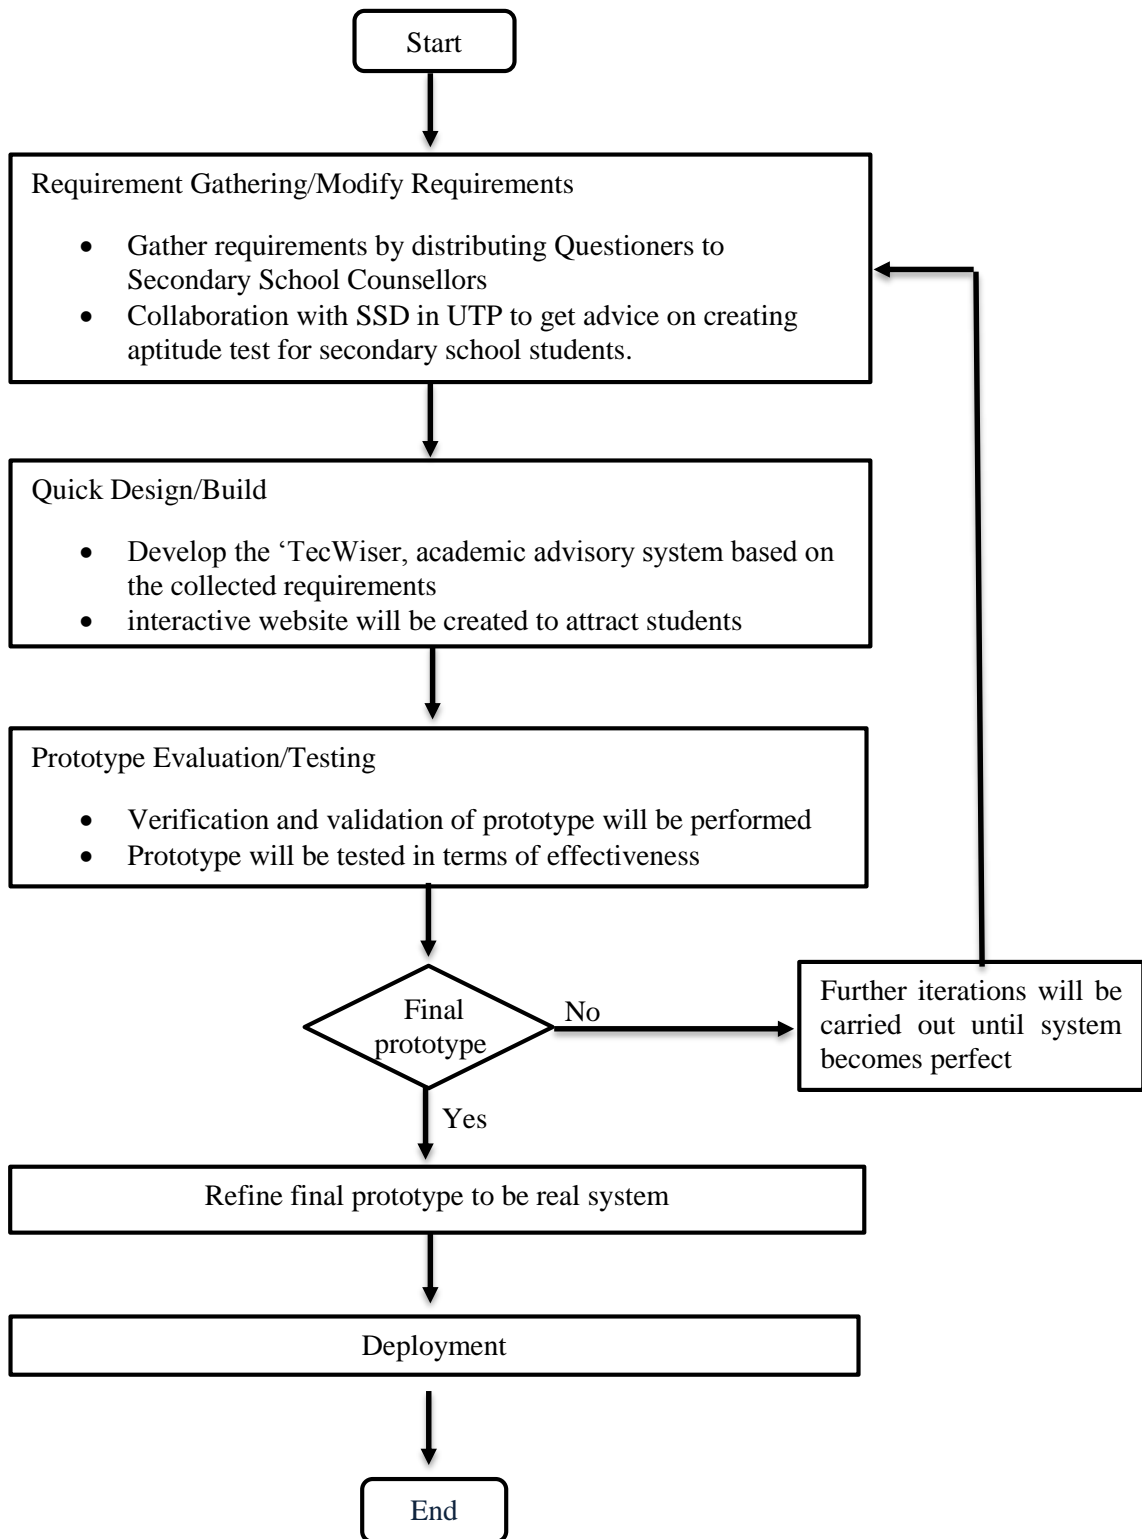 Start
Requirement Gathering/Modify Requirements
• Gather requirements by distributing Questioners to
Secondary School Counsellors
• Collaboration with SSD in UTP to get advice on creating
aptitude test for secondary school students.
Quick Design/Build
• Develop the ‘TecWiser, academic advisory system based on
the collected requirements
• interactive website will be created to attract students
Prototype Evaluation/Testing
• Verification and validation of prototype will be performed
• Prototype will be tested in terms of effectiveness
Final
prototype
No
Further iterations will be
carried out until system
becomes perfect
Yes
Refine final prototype to be real system
Deployment
End